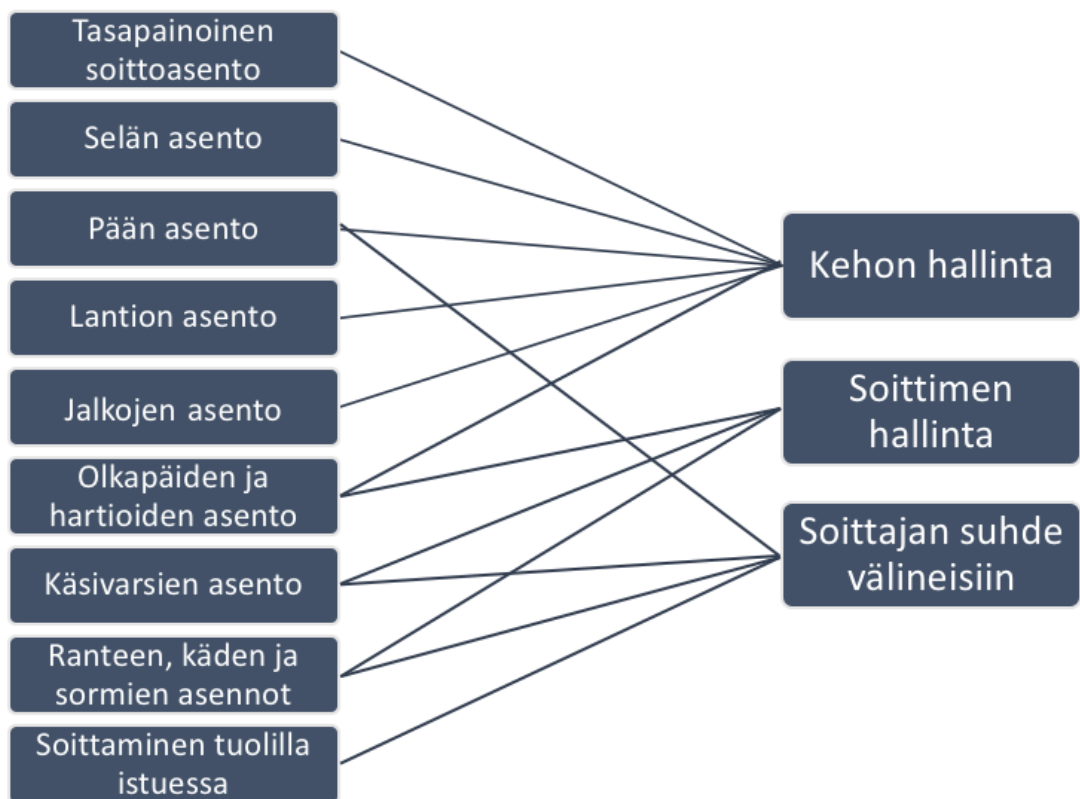 Tasapainoinen
soittoasento
Selän asento
Pään asento
Lantion asento
Jalkojen asento
Olkapäiden ja
hartioiden asento
Käsivarsien asento
Ranteen, käden ja
sormien asennot
Soittaminen tuolilla
istuessa
Kehon hallinta
Soittimen
hallinta
Soittajan suhde
välineisiin